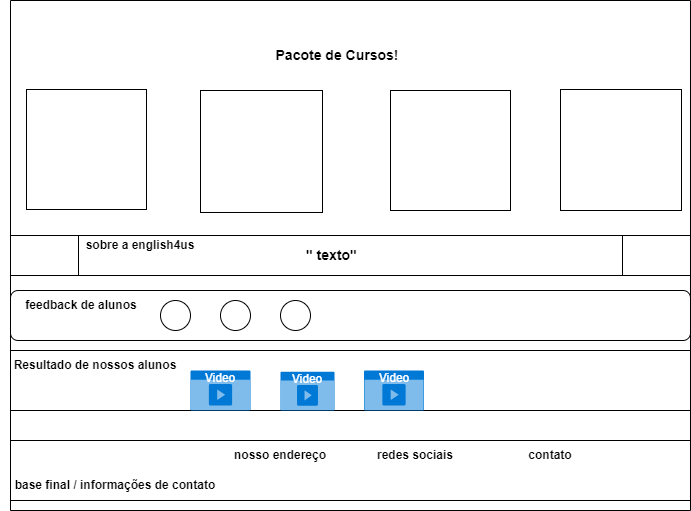 Pacote de Cursos!
sobre a english4us
" texto"
feedback de alunos
Resultado de nossos alunos
Video
Video
Video
nosso endereço
redes sociais
contato
base final / informações de contato